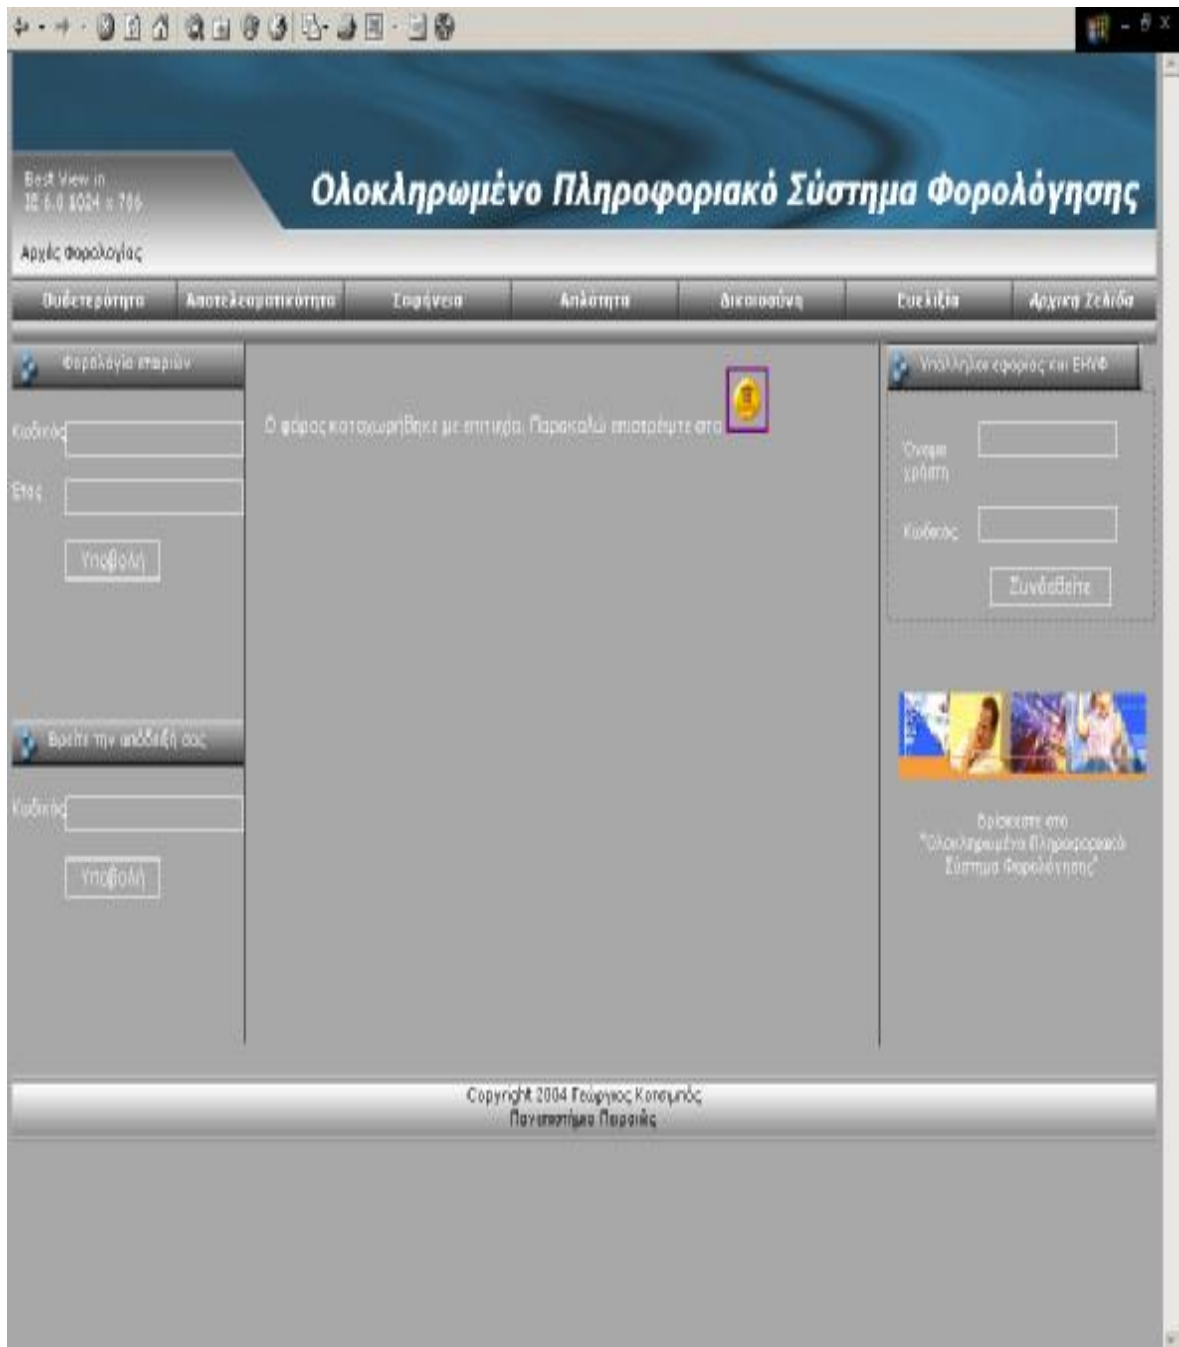 Best View in
IE 6.0 1024 x 786
Ολοκληρωμένο Πληροφοριακό Σύστημα Φορολόγησης
Αρχές Φορολογίας
Ουδετερότητα Αποτελεσματικότητα Σαφήνεια Απλότητα Δικαιοσύνη Ευελιξία Αρχική Σελίδα
Φορολογία εταιριών
Κωδικός
Έτος
Υποβολή
Βρείτε την απόδειξή σας
Κωδικός
Υποβολή
Ο φόρος καταχωρήθηκε με επιτυχία. Παρακαλώ επιστρέψτε στο
Υπάλληλοι εφορίας και ΕΗΥΦ
Όνομα
χρήστη
Κωδικός
Συνδεθείτε
Βρίσκεστε στο
"Ολοκληρωμένο Πληροφοριακό
Σύστημα Φορολόγησης"
Copyright 2004 Γεώργιος
Πανεπιστήμιο Πειραιώς